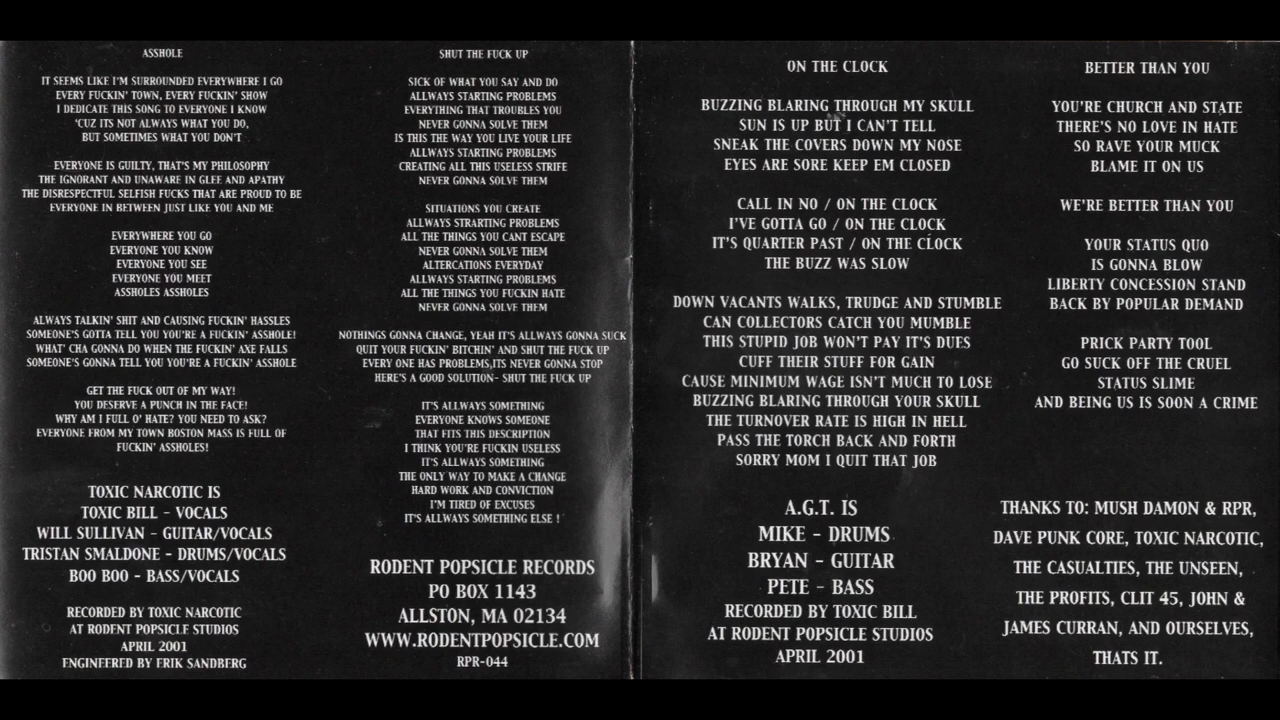 ASSHOLE
IT SEEMS LIKE I'M SURROUNDED EVERYWHERE I GO
EVERY FUCKIN' TOWN, EVERY FUCKIN' SHOW
I DEDICATE THIS SONG TO EVERYONE I KNOW
'CUZ ITS NOT ALWAYS WHAT YOU DO,
BUT SOMETIMES WHAT YOU DON'T
EVERYONE IS GUILTY, THAT'S MY PHILOSOPHY
THE IGNORANT AND UNAWARE IN GLEE AND APATHY
THE DISRESPECTFUL SELFISH FUCKS THAT ARE PROUD TO BE
EVERYONE IN BETWEEN JUST LIKE YOU AND ME
EVERYWHERE YOU GO
EVERYONE YOU KNOW
EVERYONE YOU SEE
EVERYONE YOU MEET
ASSHOLES ASSHOLES
ALWAYS TALKIN' SHIT AND CAUSING FUCKIN' HASSLES
SOMEONE'S GOTTA TELL YOU YOU'RE A FUCKIN' ASSHOLE!
WHAT' CHA GONNA DO WHEN THE FUCKIN' AXE FALLS
SOMEONE'S GONNA TELL YOU YOU'RE A FUCKIN' ASSHOLE
GET THE FUCK OUT OF MY WAY!
YOU DESERVE A PUNCH IN THE FACE!
WHY AM I FULL O' HATE? YOU NEED TO ASK?
EVERYONE FROM MY TOWN BOSTON MASS IS FULL OF
FUCKIN' ASSHOLES!
TOXIC NARCOTIC IS
TOXIC BILL - VOCALS
WILL SULLIVAN - GUITAR/VOCALS
TRISTAN SMALDONE - DRUMS/VOCALS
BOO BOO - BASS/VOCALS
RECORDED BY TOXIC NARCOTIC
AT RODENT POPSICLE STUDIOS
APRIL 2001
ENGINEERED BY ERIK SANDBERG
SHUT THE FUCK UP
SICK OF WHAT YOU SAY AND DO
ALLWAYS STARTING PROBLEMS
EVERYTHING THAT TROUBLES YOU
NEVER GONNA SOLVE THEM
IS THIS THE WAY YOU LIVE YOUR LIFE
ALLWAYS STARTING PROBLEMS
CREATING ALL THIS USELESS STRIFE
NEVER GONNA SOLVE THEM
SITUATIONS YOU CREATE
ALLWAYS STRARTING PROBLEMS
ALL THE THINGS YOU CANT ESCAPE
NEVER GONNA SOLVE THEM
ALTERCATIONS EVERYDAY
ALLWAYS STARTING PROBLEMS
ALL THE THINGS YOU FUCKIN HATE
NEVER GONNA SOLVE THEM
NOTHINGS GONNA CHANGE, YEAH IT'S ALLWAYS GONNA SUCK
QUIT YOUR FUCKIN' BITCHIN' AND SHUT THE FUCK UP
EVERY ONE HAS PROBLEMS,ITS NEVER GONNA STOP
HERE'S A GOOD SOLUTION- SHUT THE FUCK UP
IT'S ALWAYS SOMETHING
EVERYONE KNOWS SOMEONE
THAT FITS THIS DESCRIPTION
I THINK YOU'RE FUCKIN USELESS
IT'S ALLWAYS SOMETHING
THE ONLY WAY TO MAKE A CHANGE
HARD WORK AND CONVICTION
I'M TIRED OF EXCUSES
IT'S ALLWAYS SOMETHING ELSE !
RODENT POPSICLE RECORDS
PO BOX 1143
ALLSTON, MA 02134
WWW.RODENTPOPSICLE.COM
RPR-044
ON THE CLOCK
BUZZING BLARING THROUGH MY SKULL
SUN IS UP BUT I CAN'T TELL
SNEAK THE COVERS DOWN MY NOSE
EYES ARE SORE KEEP EM CLOSED
CALL IN NO / ON THE CLOCK
I'VE GOTTA GO / ON THE CLOCK
IT'S QUARTER PAST / ON THE CLOCK
THE BUZZ WAS SLOW
DOWN VACANTS WALKS, TRUDGE AND STUMBLE
CAN COLLECTORS CATCH YOU MUMBLE
THIS STUPID JOB WON'T PAY IT'S DUES
CUFF THEIR STUFF FOR GAIN
CAUSE MINIMUM WAGE ISN'T MUCH TO LOSE
BUZZING BLARING THROUGH YOUR SKULL
THE TURNOVER RATE IS HIGH IN HELL
PASS THE TORCH BACK AND FORTH
SORRY MOM I QUIT THAT JOB
A.G.T. IS
MIKE - DRUMS
BRYAN - GUITAR
PETE - BASS
RECORDED BY TOXIC BILL
AT RODENT POPSICLE STUDIOS
APRIL 2001
BETTER THAN YOU
YOU'RE CHURCH AND STATE
THERE'S NO LOVE IN HATE
SO RAVE YOUR MUCK
BLAME IT ON US
WE'RE BETTER THAN YOU
YOUR STATUS QUO
IS GONNA BLOW
LIBERTY CONCESSION STAND
BACK BY POPULAR DEMAND
PRICK PARTY TOOL
GO SUCK OFF THE CRUEL
STATUS SLIME
AND BEING US IS SOON A CRIME
THANKS TO: MUSH DAMON & RPR,
DAVE PUNK CORE, TOXIC NARCOTIC,
THE CASUALTIES, THE UNSEEN,
THE PROFITS, CLIT 45, JOHN &
JAMES CURRAN, AND OURSELVES,
THATS IT.